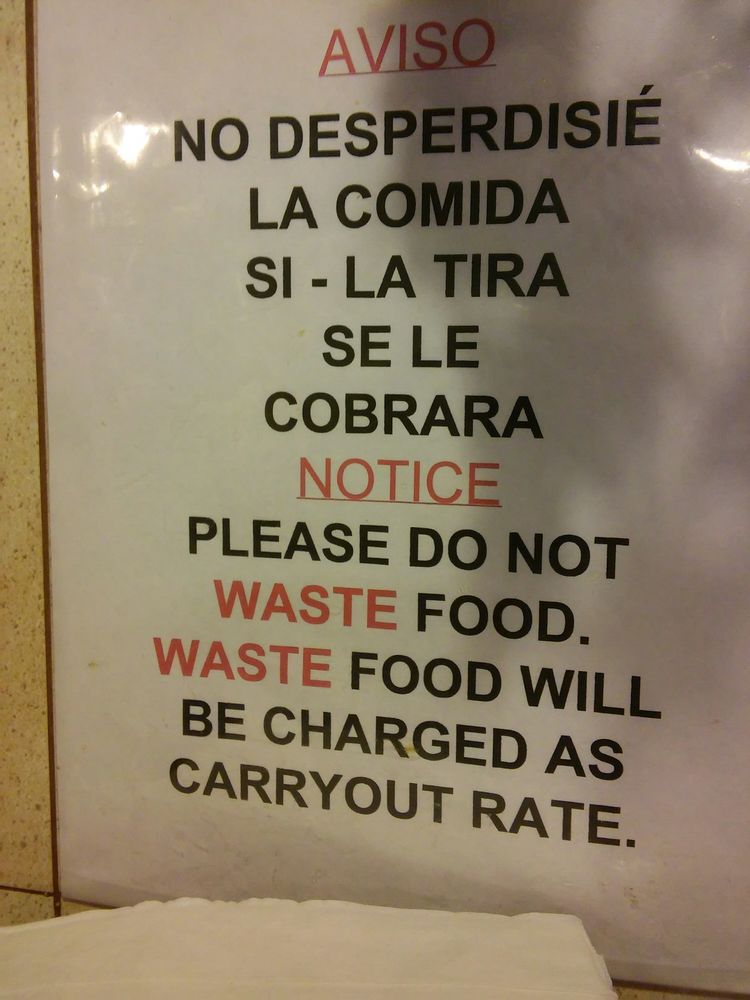 AVISO
NO DESPERDISIÉ
LA COMIDA
SI - LA TIRA
SE LE
COBRARA
NOTICE
PLEASE DO NOT
WASTE FOOD.
WASTE FOOD WILL
BE CHARGED AS
CARRYOUT RATE.